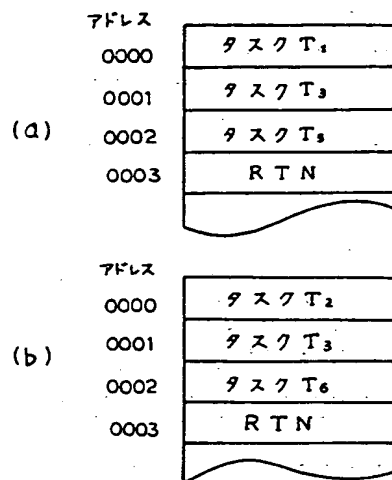 アドレス
(a)
0000 タスクT₁
0001 タスクT₃
0002 タスクT₅
0003 RTN
アドレス
(b)
0000 タスクT₂
0001 タスクT₃
0002 タスクT₆
0003 RTN